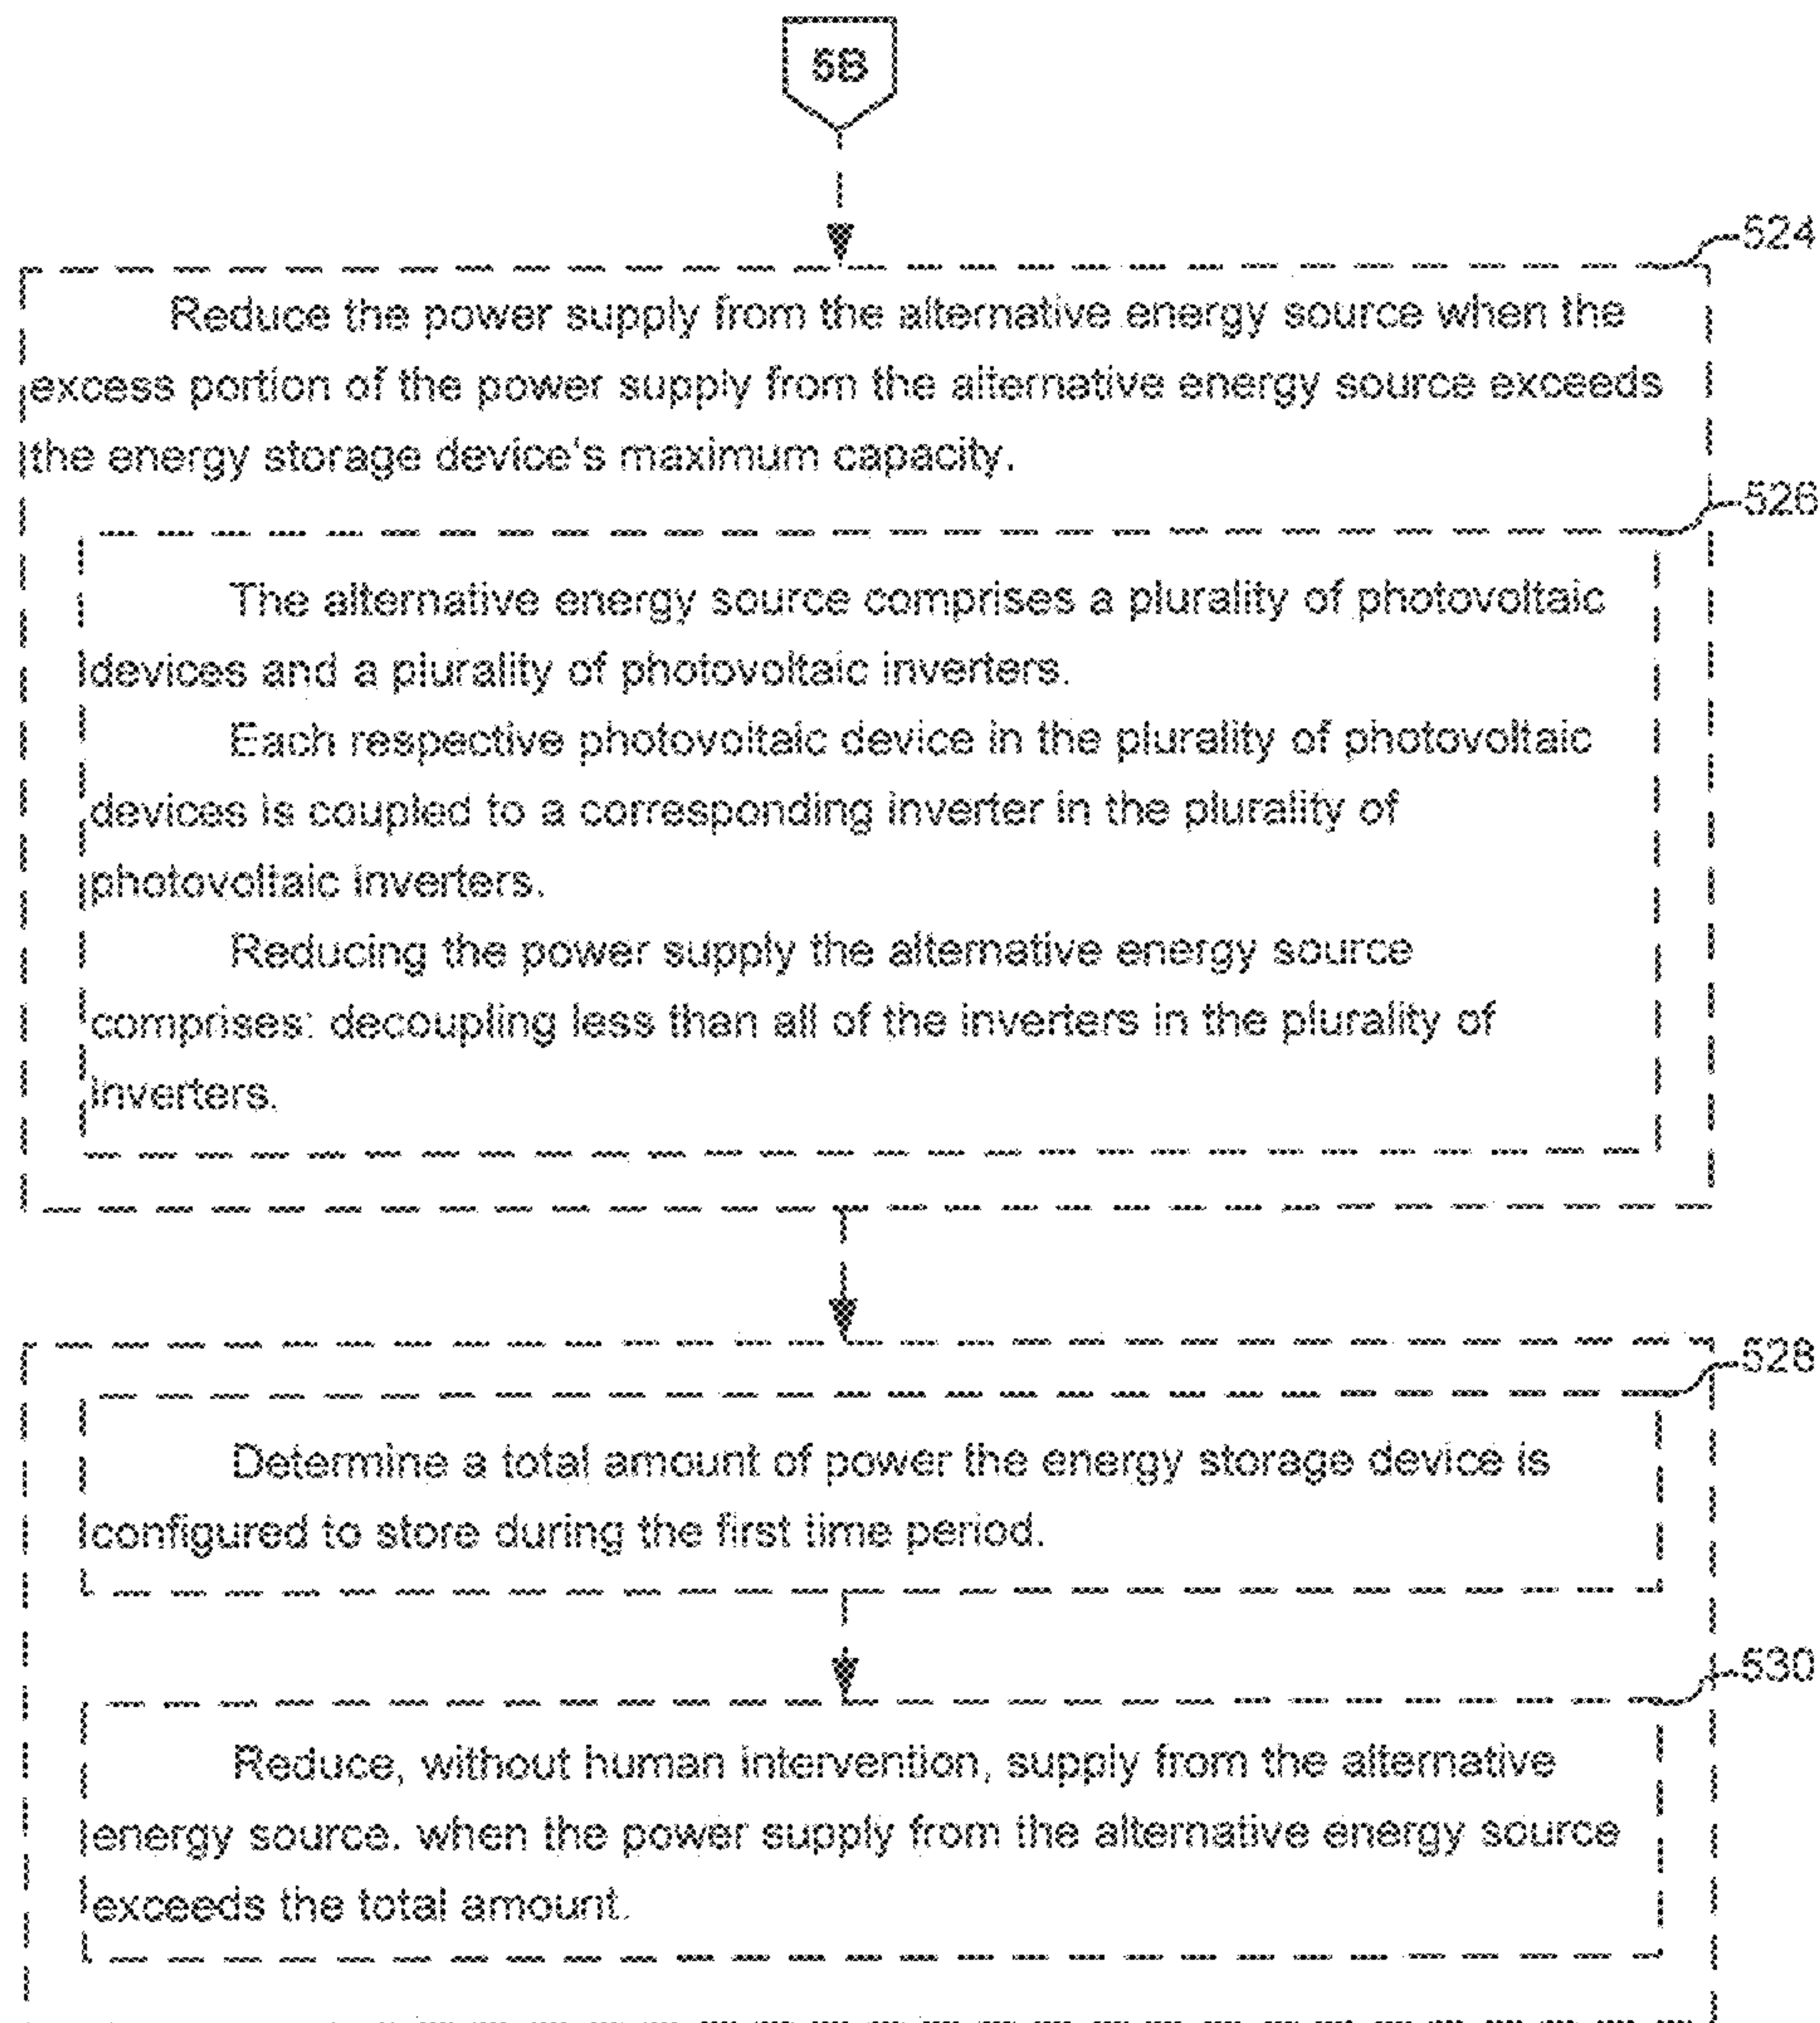 5B
524
Reduce the power supply from the alternative energy source when the
excess portion of the power supply from the alternative energy source exceeds
the energy storage device's maximum capacity.
526
The alternative energy source comprises a plurality of photovoltaic
devices and a plurality of photovoltaic inverters.
Each respective photovoltaic device in the plurality of photovoltaic
devices is coupled to a corresponding inverter in the plurality of
photovoltaic inverters.
Reducing the power supply the alternative energy source
comprises: decoupling less than all of the inverters in the plurality of
inverters.
528
Determine a total amount of power the energy storage device is
configured to store during the first time period.
530
Reduce, without human intervention, supply from the alternative
energy source. when the power supply from the alternative energy source
exceeds the total amount.